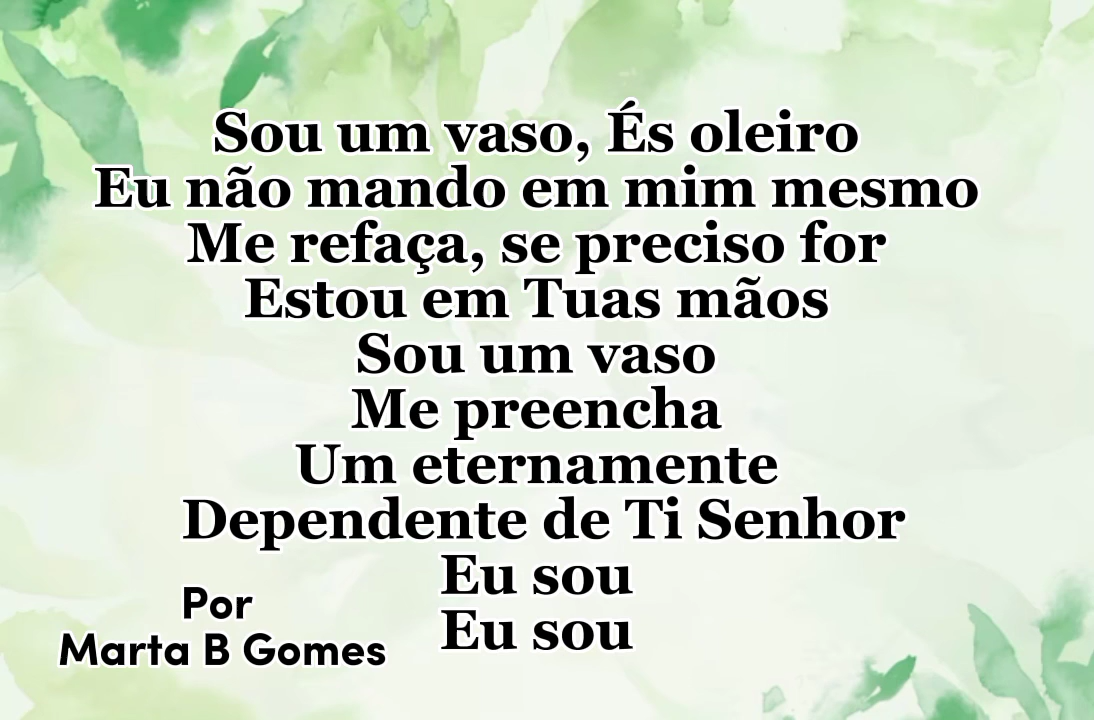 Sou um vaso, És oleiro
Eu não mando em mim mesmo
Me refaça, se preciso for
Estou em Tuas mãos
Sou um vaso
Me preencha
Um eternamente
Dependente de Ti Senhor
Eu sou
Eu sou
Por
Marta B Gomes